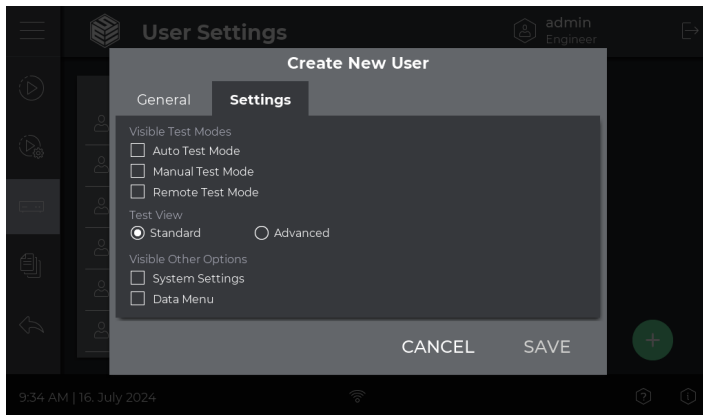 User Settings
admin
Engineer
Create New User
General
Settings
Visible Test Modes
Auto Test Mode
Manual Test Mode
Remote Test Mode
Test View
Standard
Advanced
Visible Other Options
System Settings
Data Menu
CANCEL
SAVE
9:34 AM | 16. July 2024